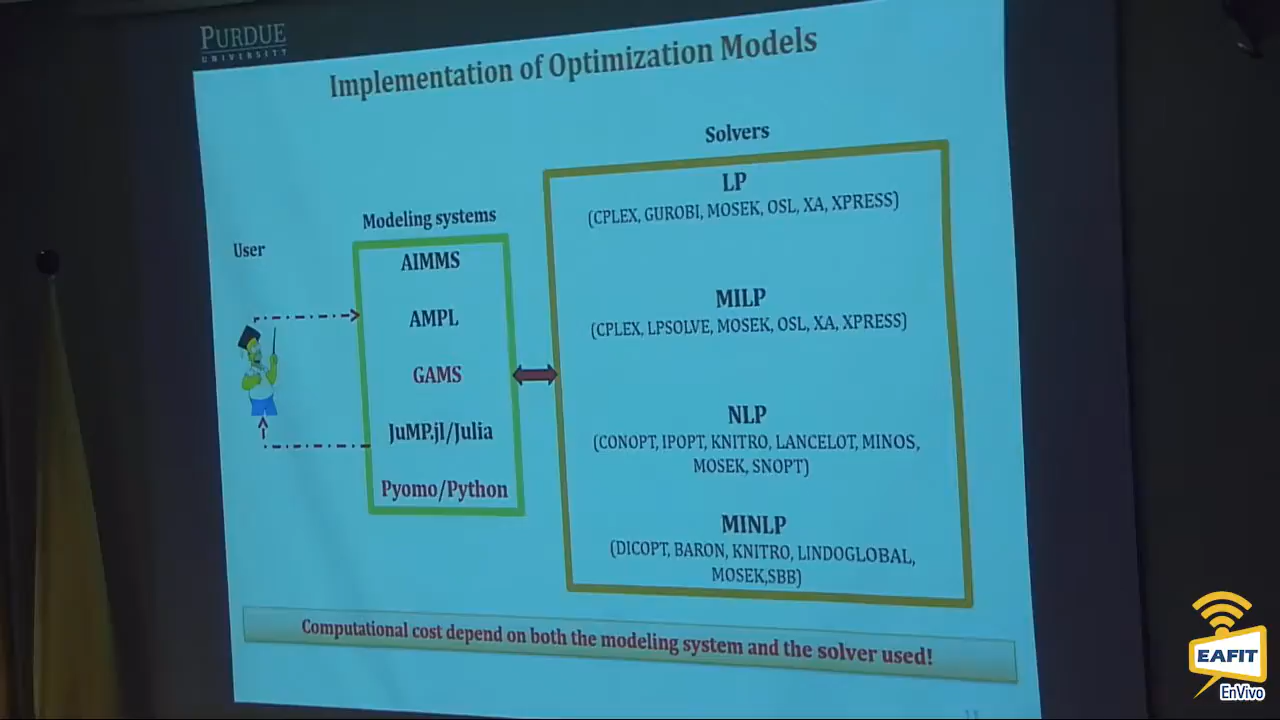 PURDUE
UNIVERSITY
Implementation of Optimization Models
Solvers
LP
(CPLEX, GUROBI, MOSEK, OSL, XA, XPRESS)
Modeling systems
User
AIMMS
MILP
(CPLEX, LPSOLVE, MOSEK, OSL, XA, XPRESS)
AMPL
GAMS
NLP
(CONOPT, IPOPT, KNITRO, LANCELOT, MINOS,
MOSEK, SNOPT)
JuMP.jl/Julia
Pyomo/Python
MINLP
(DICOPT, BARON, KNITRO, LINDOGLOBAL,
MOSEK,SBB)
Computational cost depend on both the modeling system and the solver used!
EAFIT
EnVivo